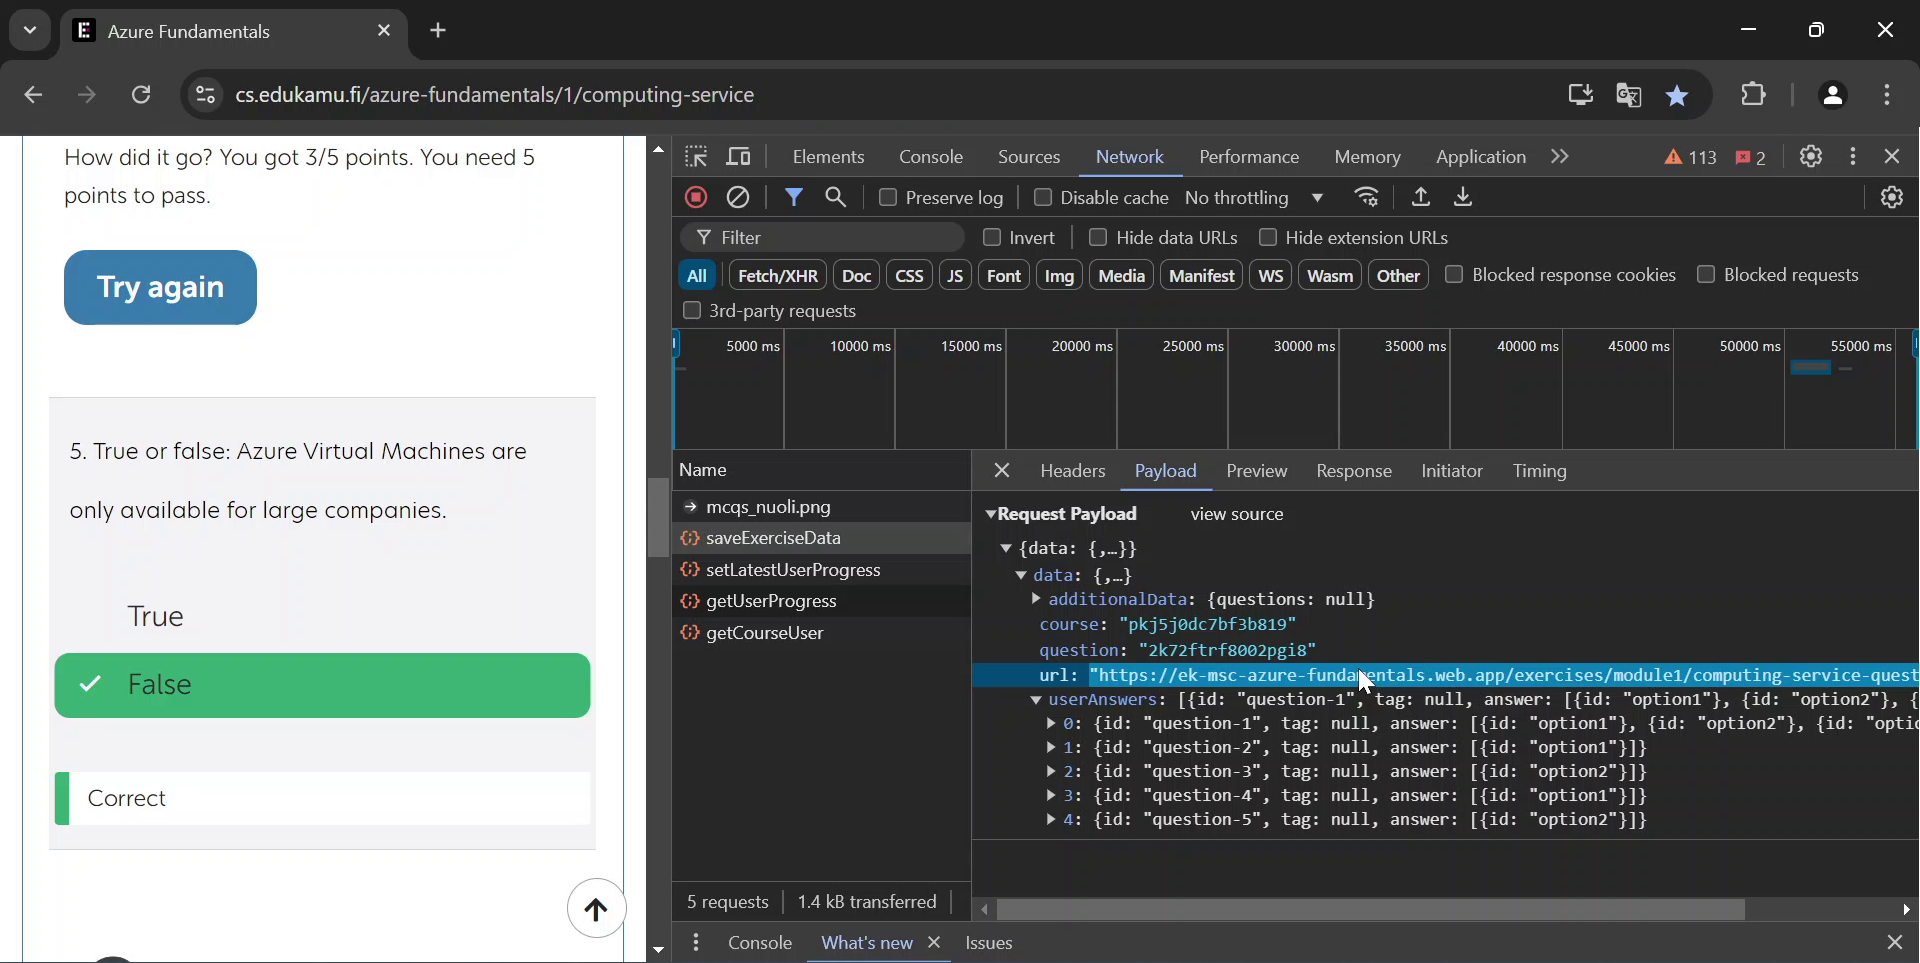 Azure Fundamentals
cs.edukamu.fi/azure-fundamentals/1/computing-service
How did it go? You got 3/5 points. You need 5
points to pass.
Try again
5. True or false: Azure Virtual Machines are
only available for large companies.
True
False
Correct
Elements Console Sources Network Performance Memory Application 113 2
Preserve log Disable cache No throttling
Filter Invert Hide data URLs Hide extension URLs
All Fetch/XHR Doc CSS JS Font Img Media Manifest WS Wasm Other Blocked response cookies Blocked requests
3rd-party requests
5000 ms 10000 ms 15000 ms 20000 ms 25000 ms 30000 ms 35000 ms 40000 ms 45000 ms 50000 ms 55000 ms
Name
mcqs_nuoli.png
saveExerciseData
setLatestUserProgress
getUserProgress
getCourseUser
5 requests 1.4 kB transferred
Headers Payload Preview Response Initiator Timing
Request Payload view source
{data: {,…}}
data: {,…}
additionalData: {questions: null}
course: "pkj5j0dc7bf3b819"
question: "2k72ftrf8002pgi8"
url: "https://ek-msc-azure-fundamentals.web.app/exercises/module1/computing-service-quest
userAnswers: [{id: "question-1", tag: null, answer: [{id: "option1"}, {id: "option2"}, {
0: {id: "question-1", tag: null, answer: [{id: "option1"}, {id: "option2"}, {id: "optio
1: {id: "question-2", tag: null, answer: [{id: "option1"}]}
2: {id: "question-3", tag: null, answer: [{id: "option2"}]}
3: {id: "question-4", tag: null, answer: [{id: "option1"}]}
4: {id: "question-5", tag: null, answer: [{id: "option2"}]}
Console What's new Issues